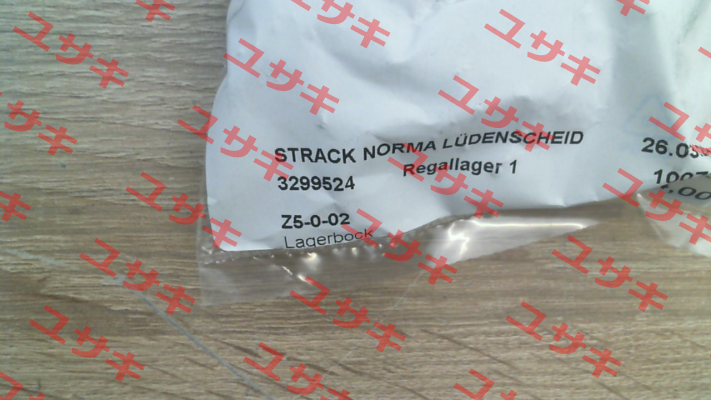 STRACK NORMA LÜDENSCHEID
Regallager 1
3299524
Z5-0-02
Lagerbock
ユサキ